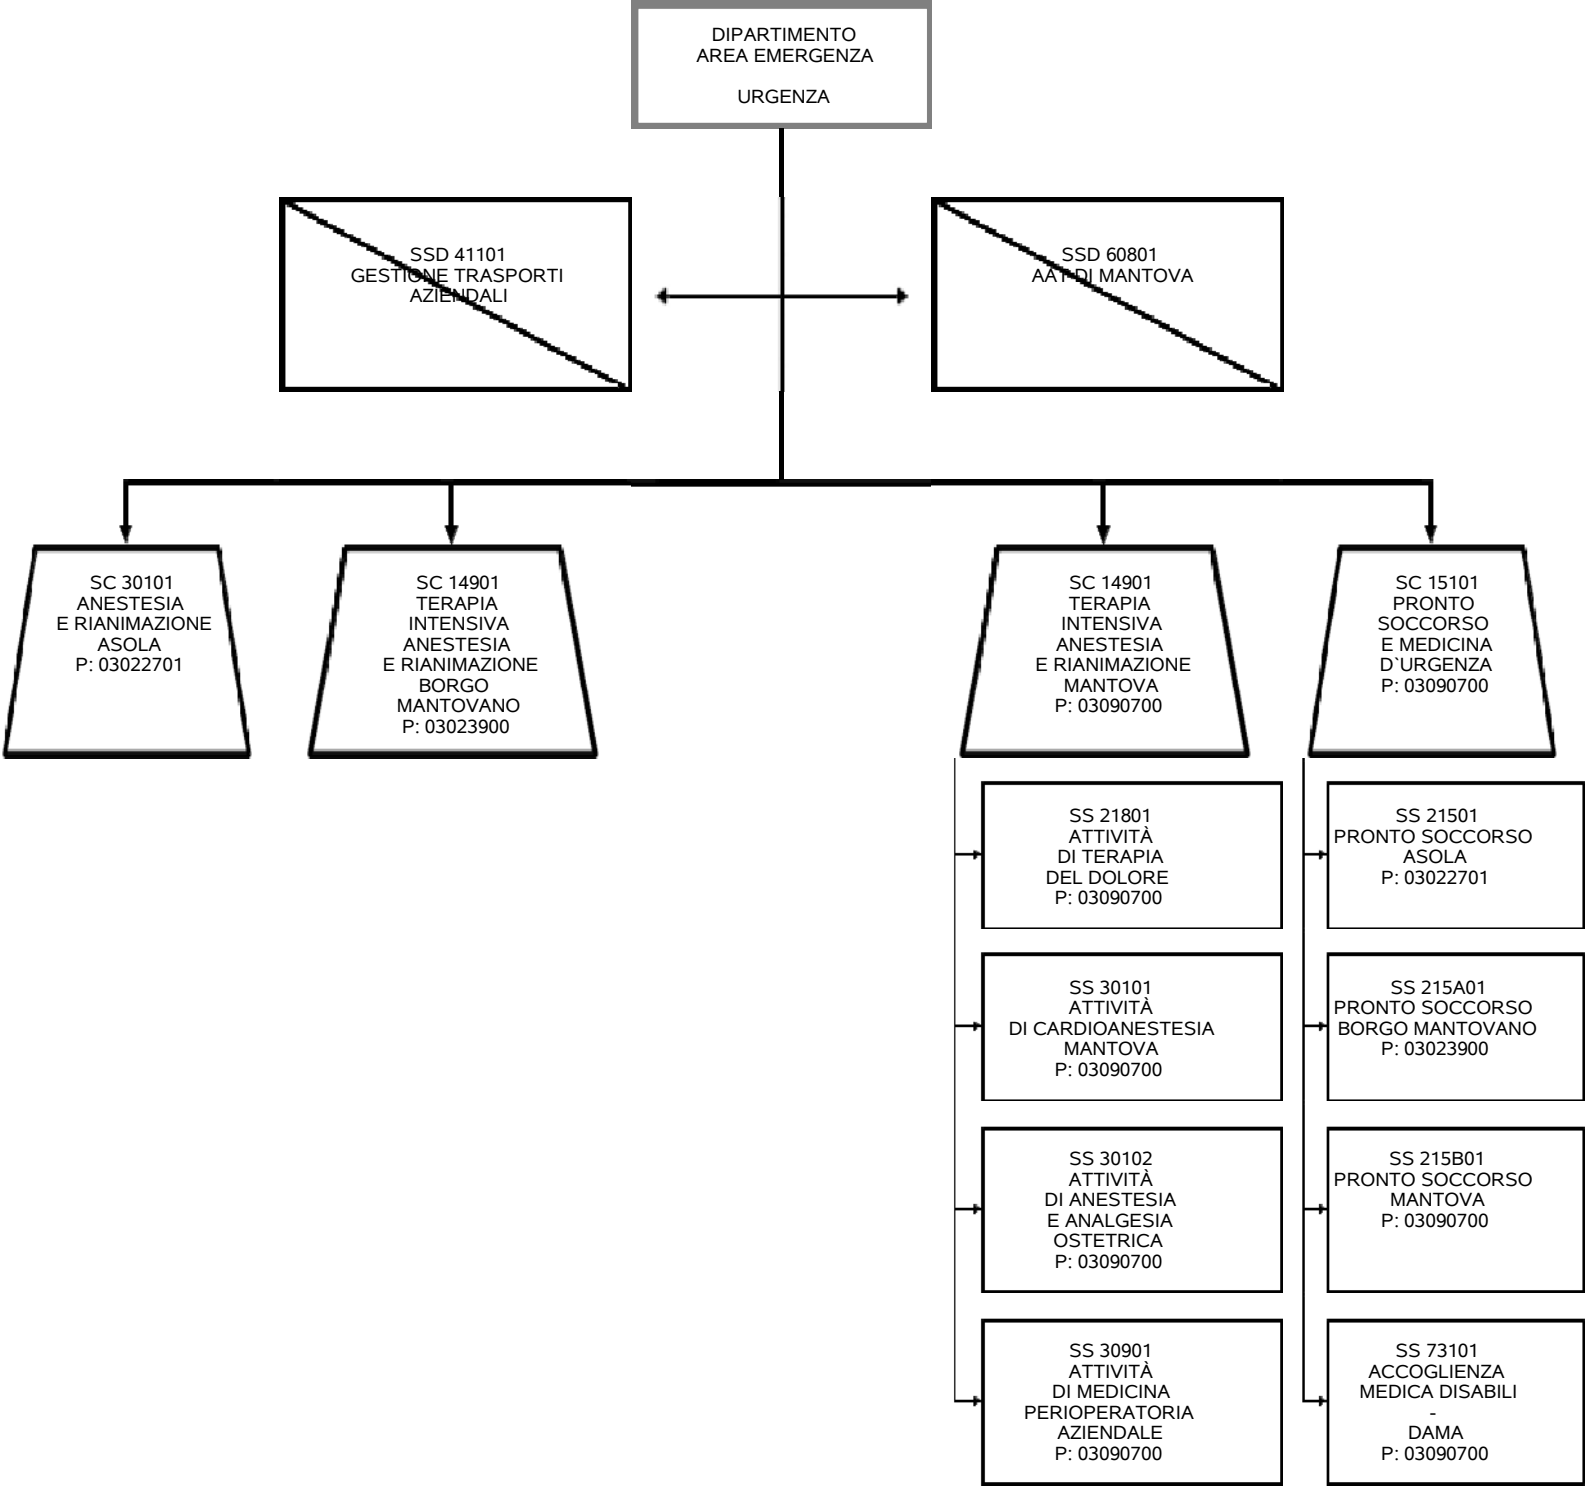 DIPARTIMENTO
AREA EMERGENZA
URGENZA
SSD 41101
GESTIONE TRASPORTI
AZIENDALI
SSD 60801
AAT DI MANTOVA
SC 30101
ANESTESIA
E RIANIMAZIONE
ASOLA
P: 03022701
SC 14901
TERAPIA
INTENSIVA
ANESTESIA
E RIANIMAZIONE
BORGO
MANTOVANO
P: 03023900
SC 14901
TERAPIA
INTENSIVA
ANESTESIA
E RIANIMAZIONE
MANTOVA
P: 03090700
SC 15101
PRONTO
SOCCORSO
E MEDICINA
D`URGENZA
P: 03090700
SS 21801
ATTIVITÀ
DI TERAPIA
DEL DOLORE
P: 03090700
SS 30101
ATTIVITÀ
DI CARDIOANESTESIA
MANTOVA
P: 03090700
SS 30102
ATTIVITÀ
DI ANESTESIA
E ANALGESIA
OSTETRICA
P: 03090700
SS 30901
ATTIVITÀ
DI MEDICINA
PERIOPERATORIA
AZIENDALE
P: 03090700
SS 21501
PRONTO SOCCORSO
ASOLA
P: 03022701
SS 215A01
PRONTO SOCCORSO
BORGO MANTOVANO
P: 03023900
SS 215B01
PRONTO SOCCORSO
MANTOVA
P: 03090700
SS 73101
ACCOGLIENZA
MEDICA DISABILI
-
DAMA
P: 03090700